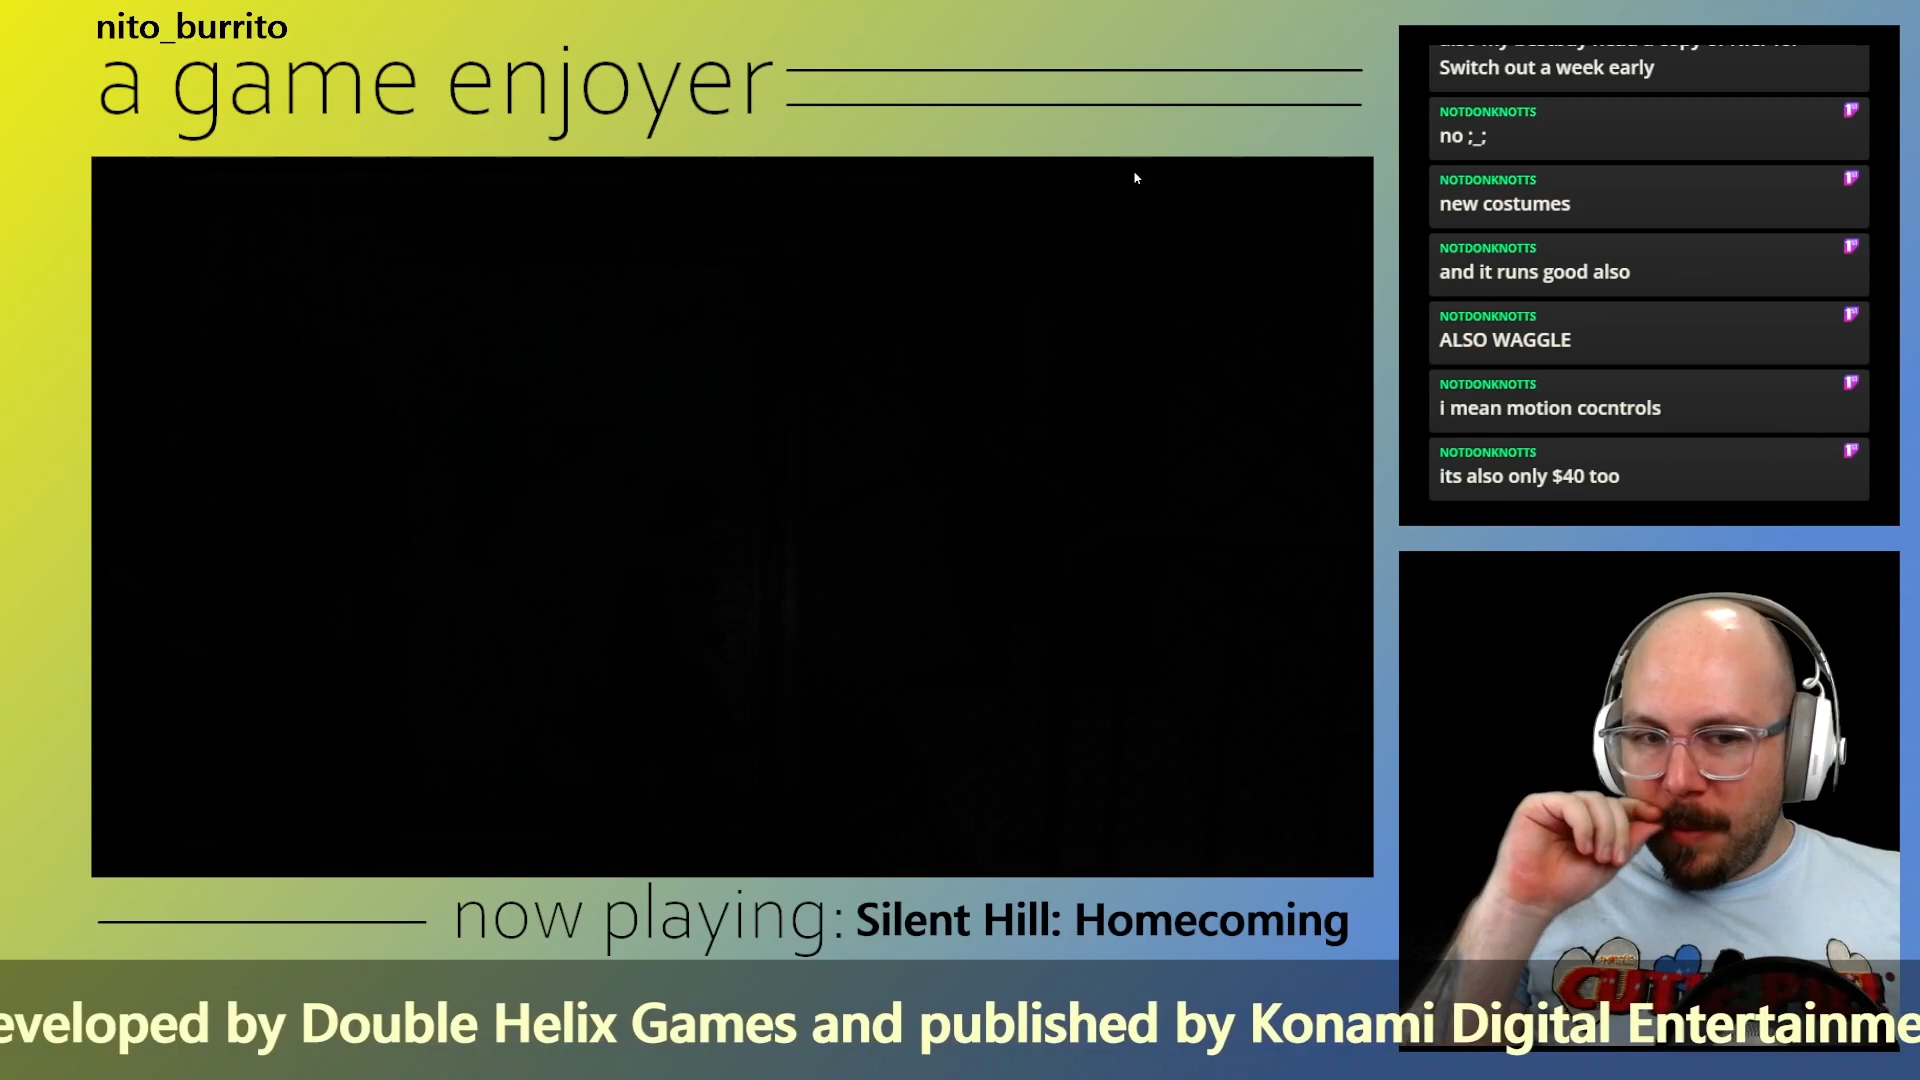 nito_burrito
a game enjoyer
Switch out a week early
NOTDONKNOTTS
no ;_;
NOTDONKNOTTS
new costumes
NOTDONKNOTTS
and it runs good also
NOTDONKNOTTS
ALSO WAGGLE
NOTDONKNOTTS
i mean motion cocntrols
NOTDONKNOTTS
its also only $40 too
now playing: Silent Hill: Homecoming
eveloped by Double Helix Games and published by Konami Digital Entertainme